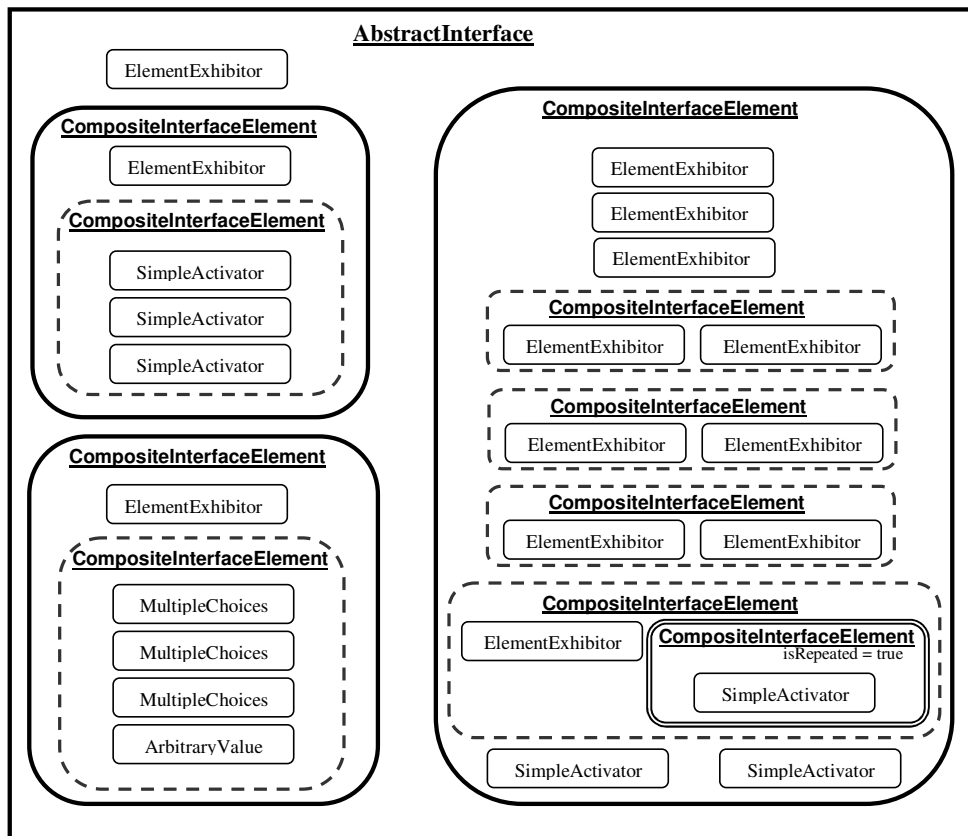 AbstractInterface
ElementExhibitor
CompositeInterfaceElement
ElementExhibitor
CompositeInterfaceElement
SimpleActivator
SimpleActivator
SimpleActivator
CompositeInterfaceElement
ElementExhibitor
CompositeInterfaceElement
MultipleChoices
MultipleChoices
MultipleChoices
ArbitraryValue
CompositeInterfaceElement
ElementExhibitor
ElementExhibitor
ElementExhibitor
CompositeInterfaceElement
ElementExhibitor ElementExhibitor
CompositeInterfaceElement
ElementExhibitor ElementExhibitor
CompositeInterfaceElement
ElementExhibitor ElementExhibitor
CompositeInterfaceElement
ElementExhibitor
CompositeInterfaceElement
isRepeated = true
SimpleActivator
SimpleActivator SimpleActivator